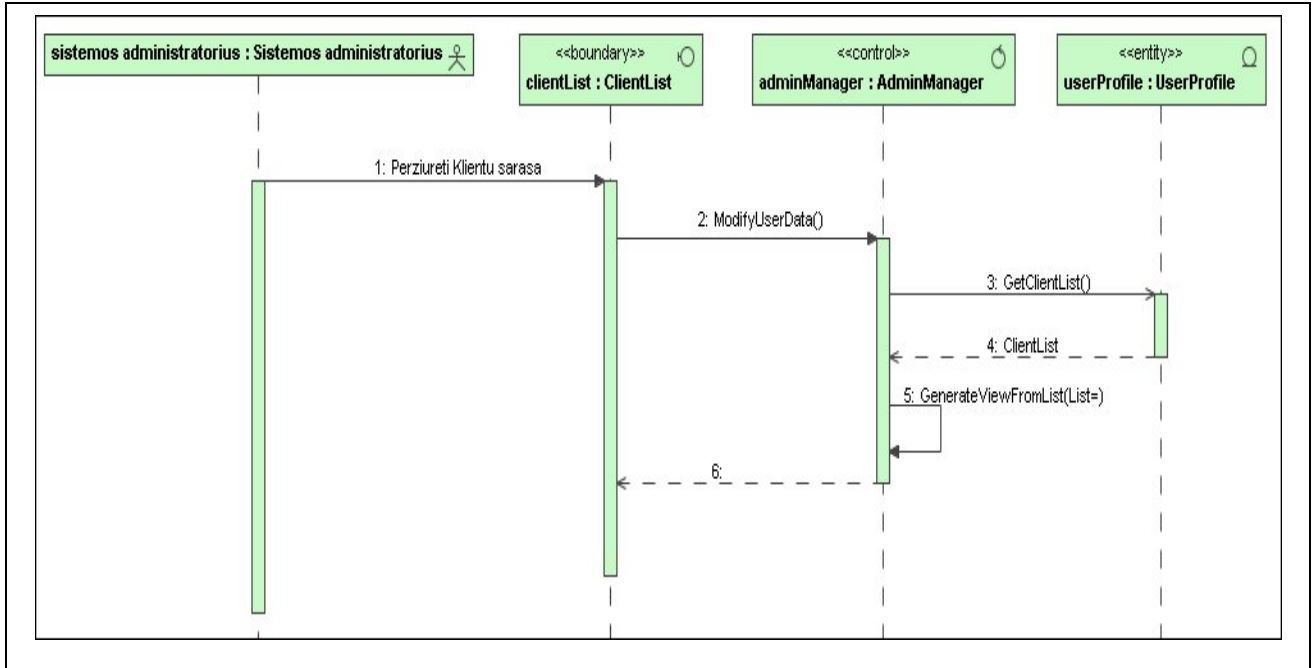 sistemos administratorius : Sistemos administratorius
<<boundary>>
clientList : ClientList
<<control>>
adminManager : AdminManager
<<entity>>
userProfile : UserProfile
1: Perziureti Klientu sarasa
2: ModifyUserData()
3: GetClientList()
4: ClientList
5: GenerateViewFromList(List=)
6: